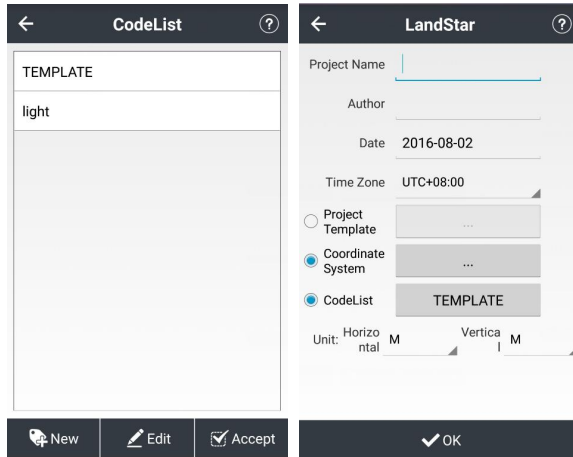 CodeList
?
TEMPLATE
light
New
Edit
Accept
LandStar
?
Project Name
Author
Date 2016-08-02
Time Zone UTC+08:00
Project
Template
...
Coordinate
System
...
CodeList TEMPLATE
Unit: Horizo
ntal
M
Vertica
l
M
OK